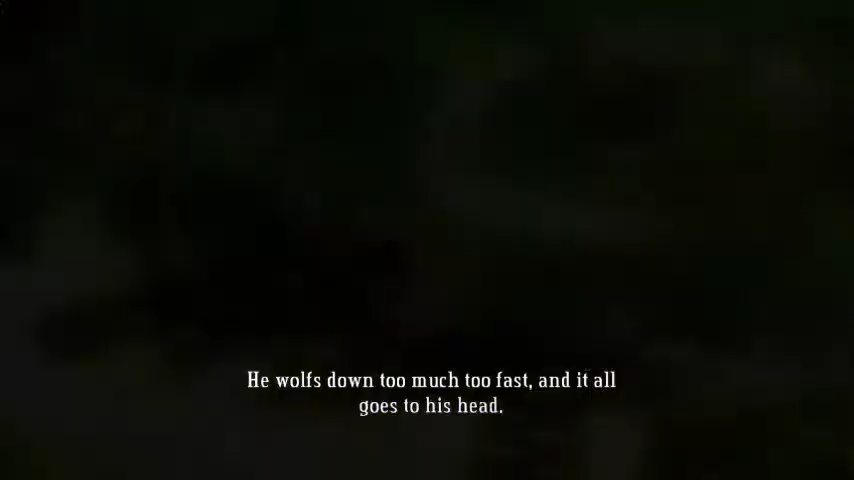 He wolfs down too much too fast, and it all
goes to his head.